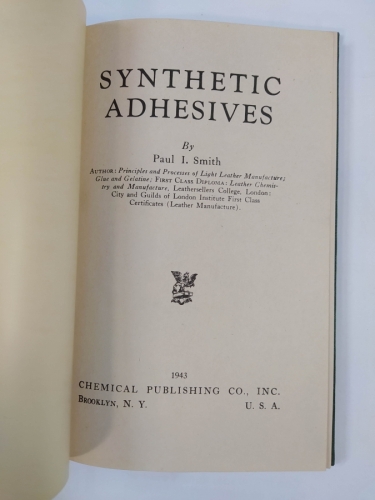 SYNTHETIC
ADHESIVES
By
Paul I. Smith
AUTHOR: Principles and Processes of Light Leather Manufacture;
Glue and Gelatine; FIRST CLASS DIPLOMA: Leather Chemis-
try and Manufacture, Leathersellers College, London:
City and Guilds of London Institute First Class
Certificates (Leather Manufacture).
1943
CHEMICAL PUBLISHING CO., INC.
BROOKLYN, N. Y. U. S. A.